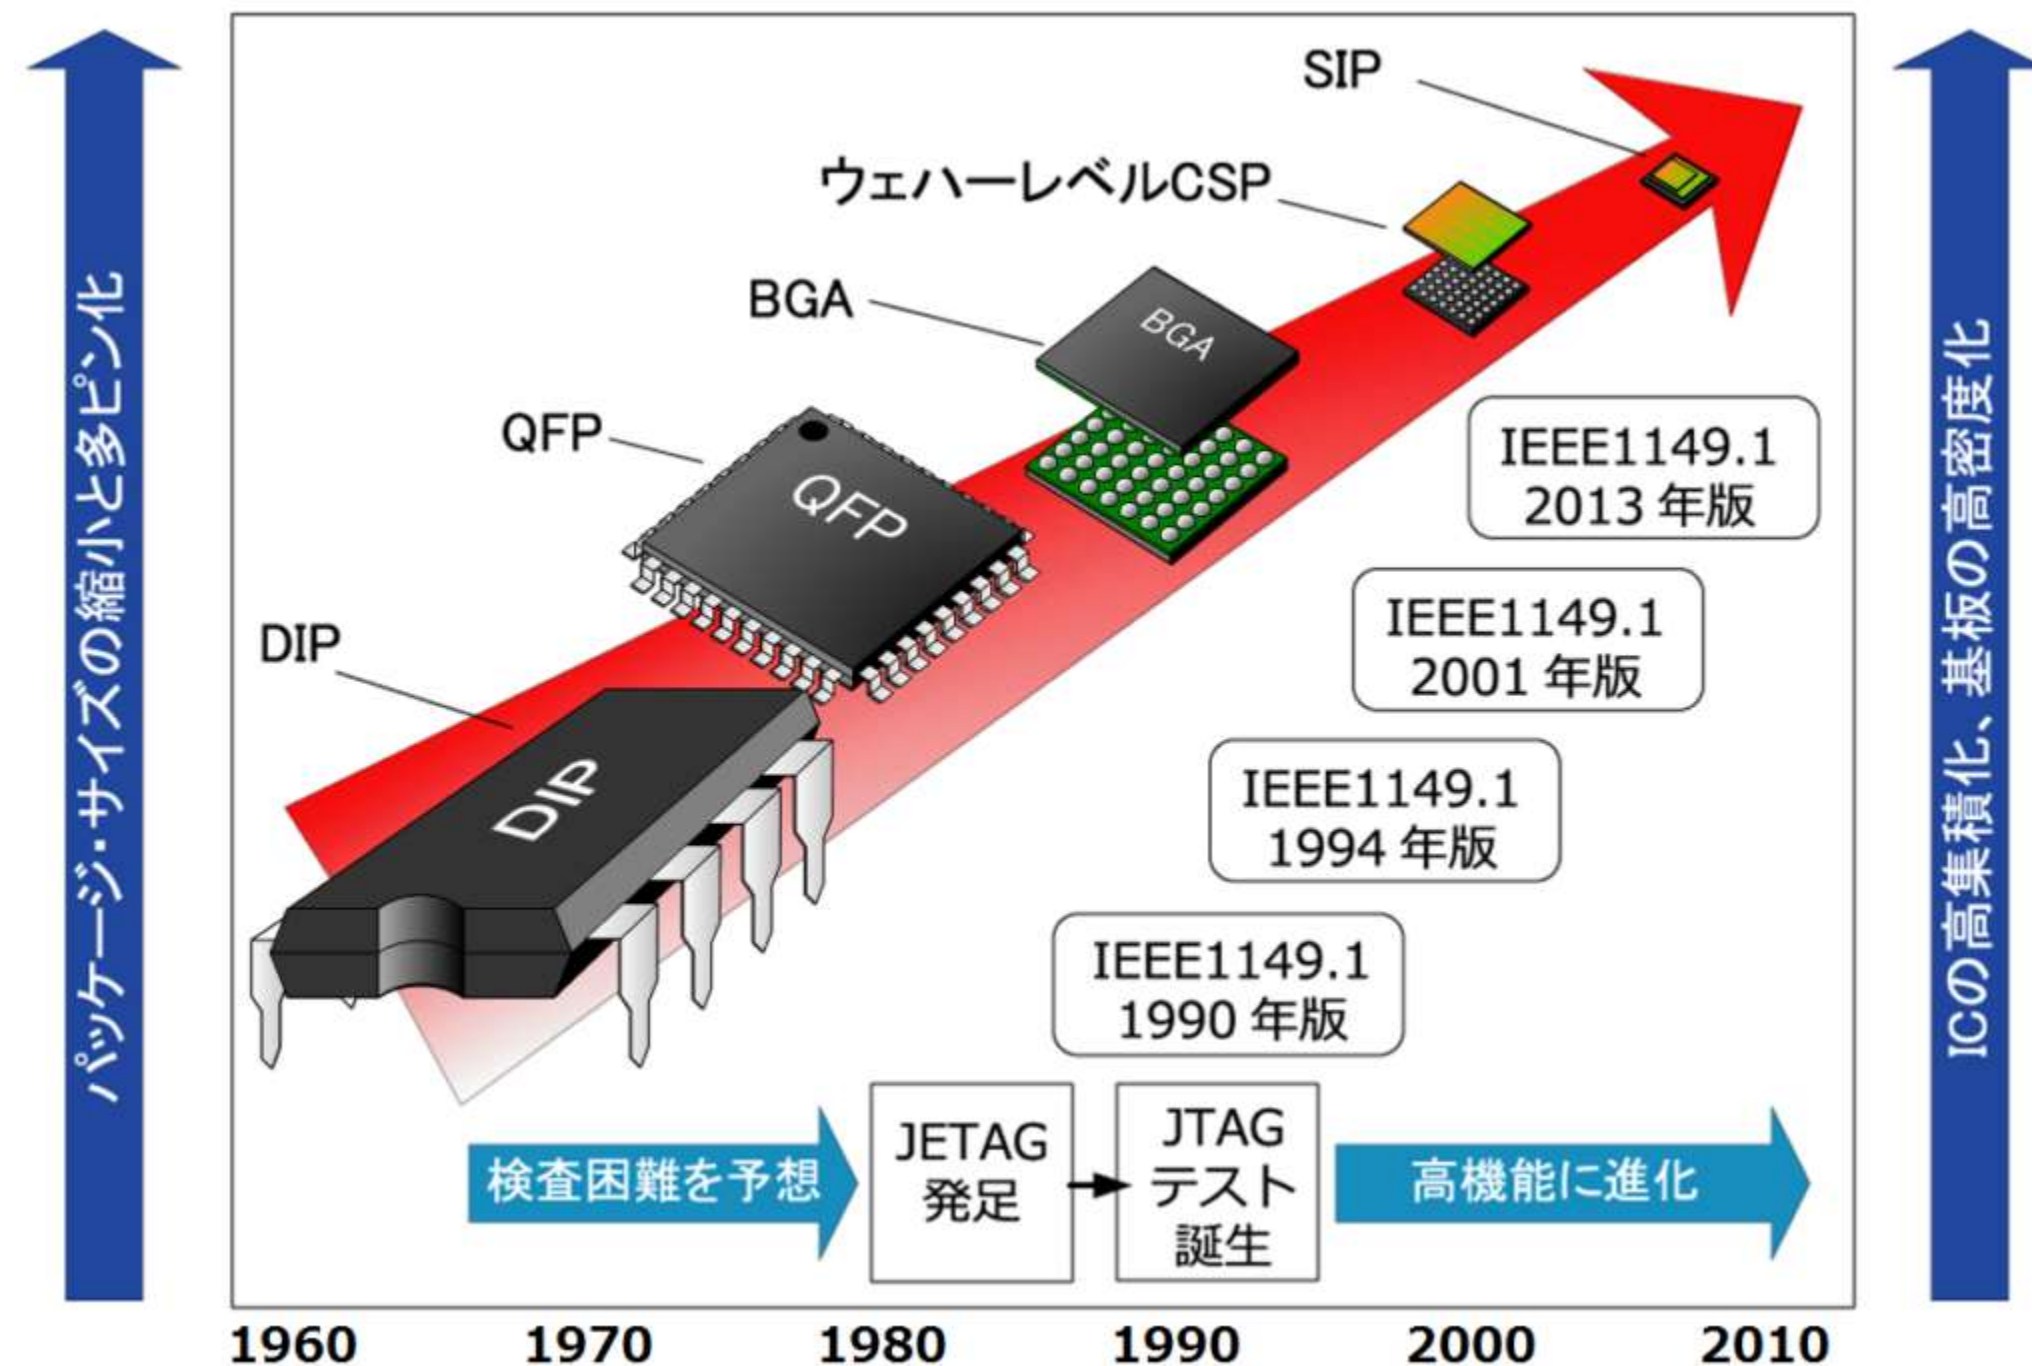 パッケージ・サイズの縮小と多ピン化
SIP
ウェハーレベルCSP
BGA
BGA
QFP
QFP
DIP
DIP
IEEE1149.1
2013 年版
IEEE1149.1
2001 年版
IEEE1149.1
1994 年版
IEEE1149.1
1990 年版
検査困難を予想
JETAG
発足
JTAG
テスト
誕生
高機能に進化
1960
1970
1980
1990
2000
2010
ICの高集積化、基板の高密度化